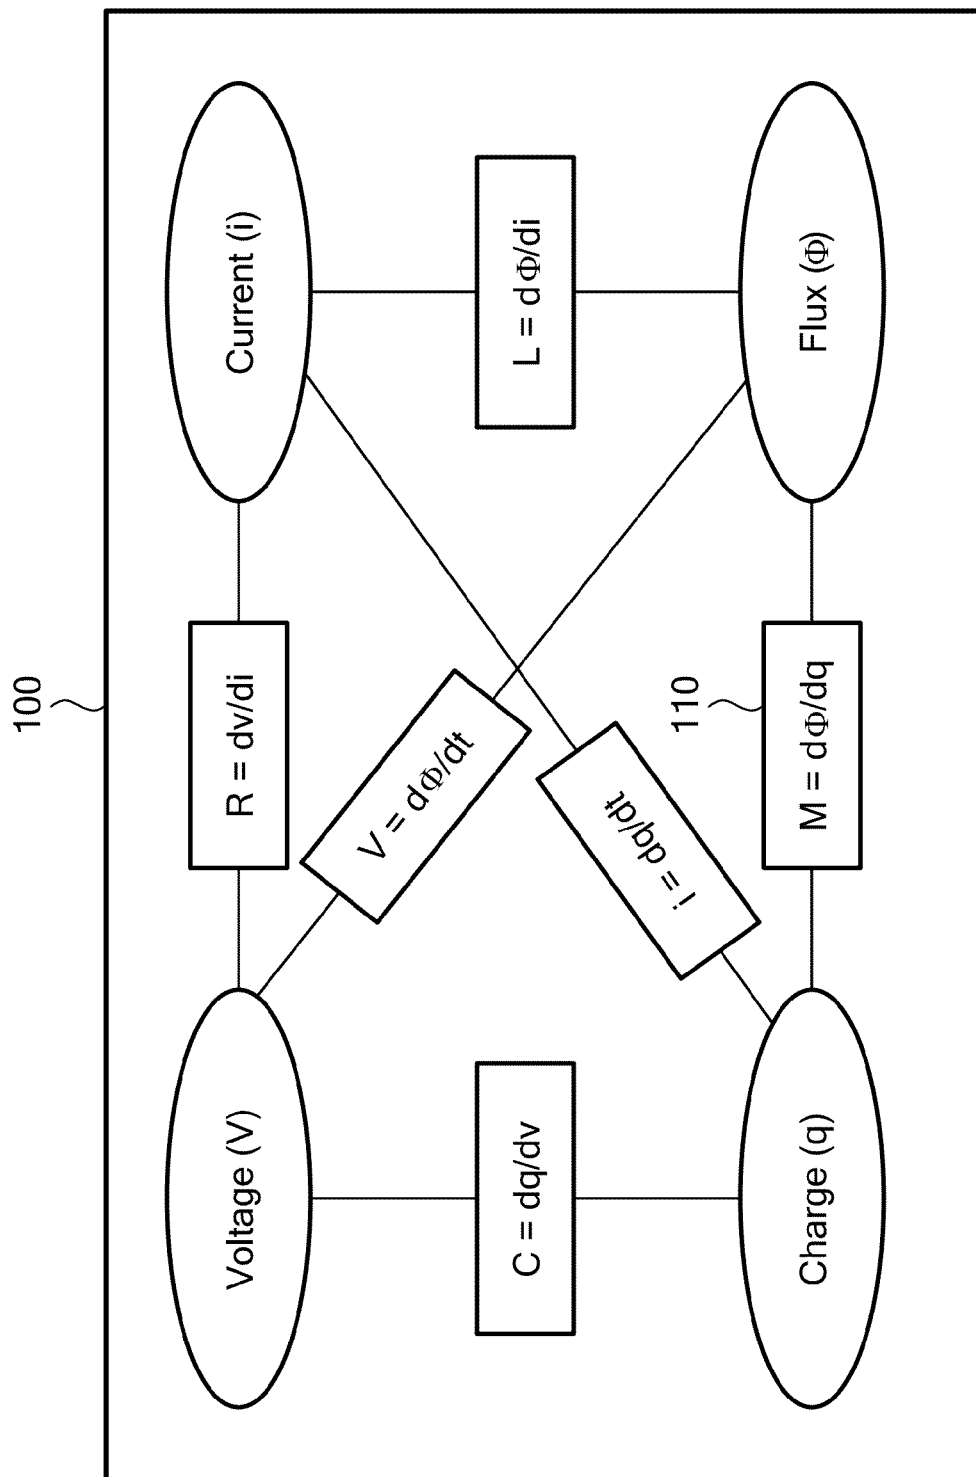 100
Voltage (V)
R = dv/di
Current (i)
V = dΦ/dt
C = dq/dv
L = dΦ/di
i = dq/dt
110
Charge (q)
M = dΦ/dq
Flux (Φ)